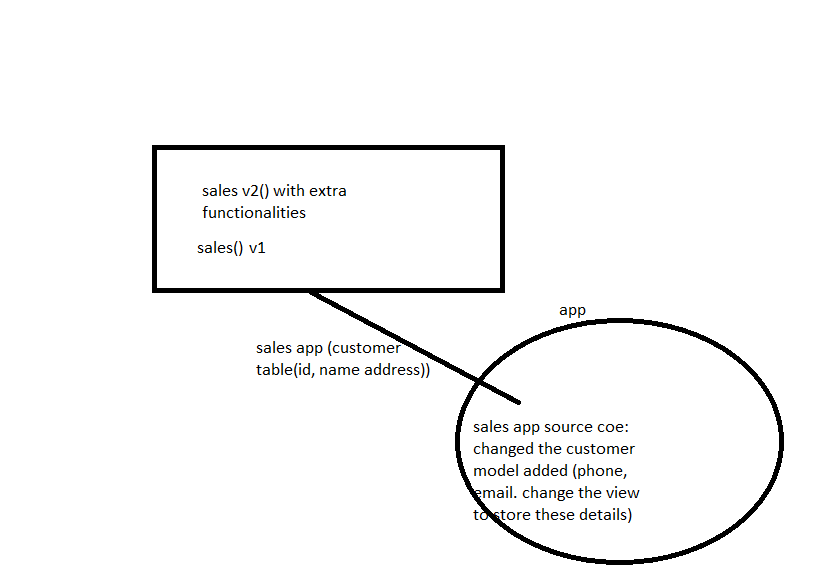 sales v2() with extra
functionalities
sales() v1
app
sales app (customer
table(id, name address))
sales app source coe:
changed the customer
model added (phone,
email. change the view
to store these details)